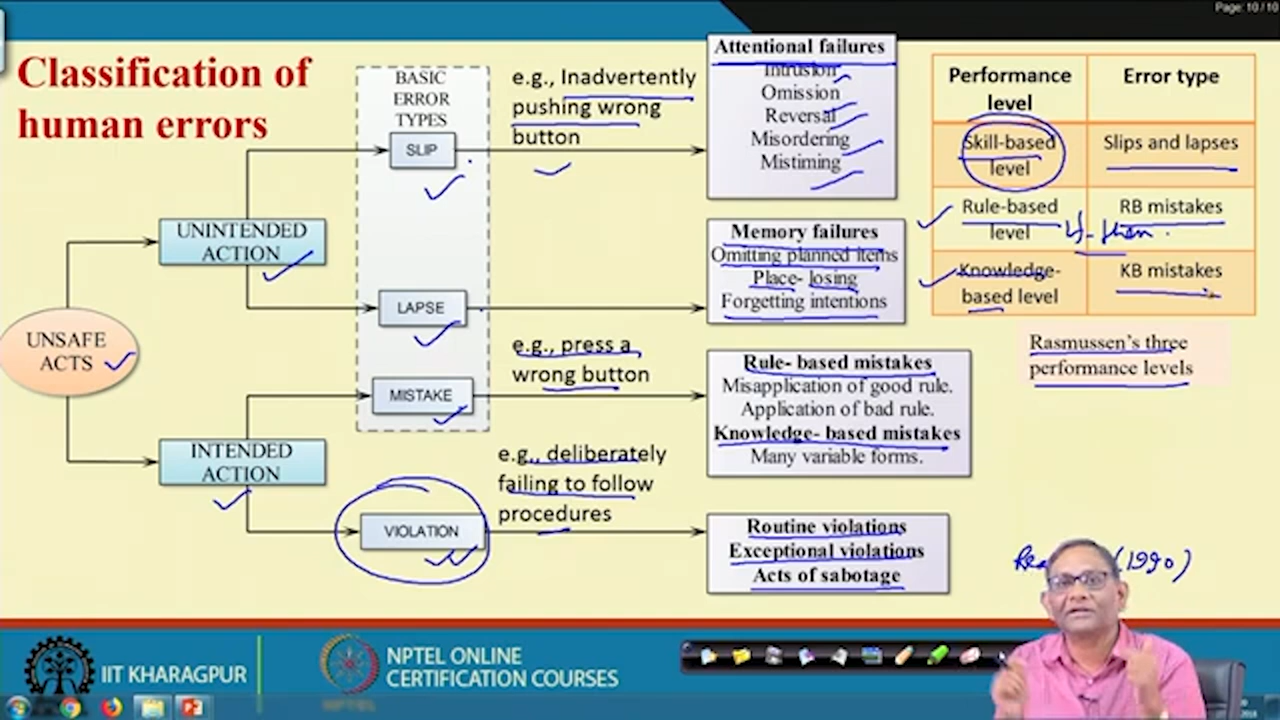 Page: 10 / 10
Classification of
human errors
BASIC
ERROR
TYPES
SLIP
e.g., Inadvertently
pushing wrong
button
Attentional failures
Intrusion
Omission
Reversal
Misordering
Mistiming
UNINTENDED
ACTION
LAPSE
Memory failures
Omitting planned items
Place- losing
Forgetting intentions
UNSAFE
ACTS
e.g., press a
wrong button
MISTAKE
Rule- based mistakes
Misapplication of good rule.
Application of bad rule.
Knowledge- based mistakes
Many variable forms.
INTENDED
ACTION
e.g., deliberately
failing to follow
procedures
VIOLATION
Routine violations
Exceptional violations
Acts of sabotage
Performance level Error type
Skill-based level Slips and lapses
Rule-based level RB mistakes
If-then.
Knowledge-based level KB mistakes
Rasmussen's three
performance levels
(1990)
IIT KHARAGPUR
NPTEL ONLINE
CERTIFICATION COURSES
NPTEL